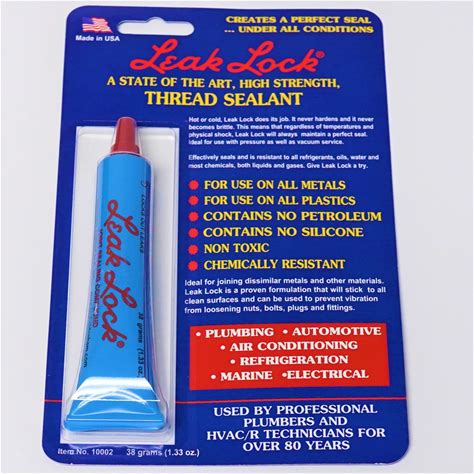 Made in USA
CREATES A PERFECT SEAL
... UNDER ALL CONDITIONS
Leak Lock®
A STATE OF THE ART, HIGH STRENGTH,
THREAD SEALANT
Hot or cold, Leak Lock does its job. It never hardens and it never
becomes brittle. This means that regardless of temperatures and
physical shock, Leak Lock will maintain a perfect seal.
Ideal for use with pressure as well as vacuum service.
Effectively seals and is resistant to all refrigerants, oils, water and
most chemicals, both liquids and gases. Give Leak Lock a try.
• FOR USE ON ALL METALS
• FOR USE ON ALL PLASTICS
• CONTAINS NO PETROLEUM
• CONTAINS NO SILICONE
• NON TOXIC
• CHEMICALLY RESISTANT
Ideal for joining dissimilar metals and other materials.
Leak Lock is a proven formulation that will stick to all
clean surfaces and can be used to prevent vibration
from loosening nuts, bolts, plugs and fittings.
• PLUMBING • AUTOMOTIVE
• AIR CONDITIONING
• REFRIGERATION
• MARINE •ELECTRICAL
USED BY PROFESSIONAL
PLUMBERS AND
HVAC/R TECHNICIANS FOR
OVER 80 YEARS
Leak Lock
38 grams (1.33 oz.)
Item No. 10002 38 grams (1.33 oz.)